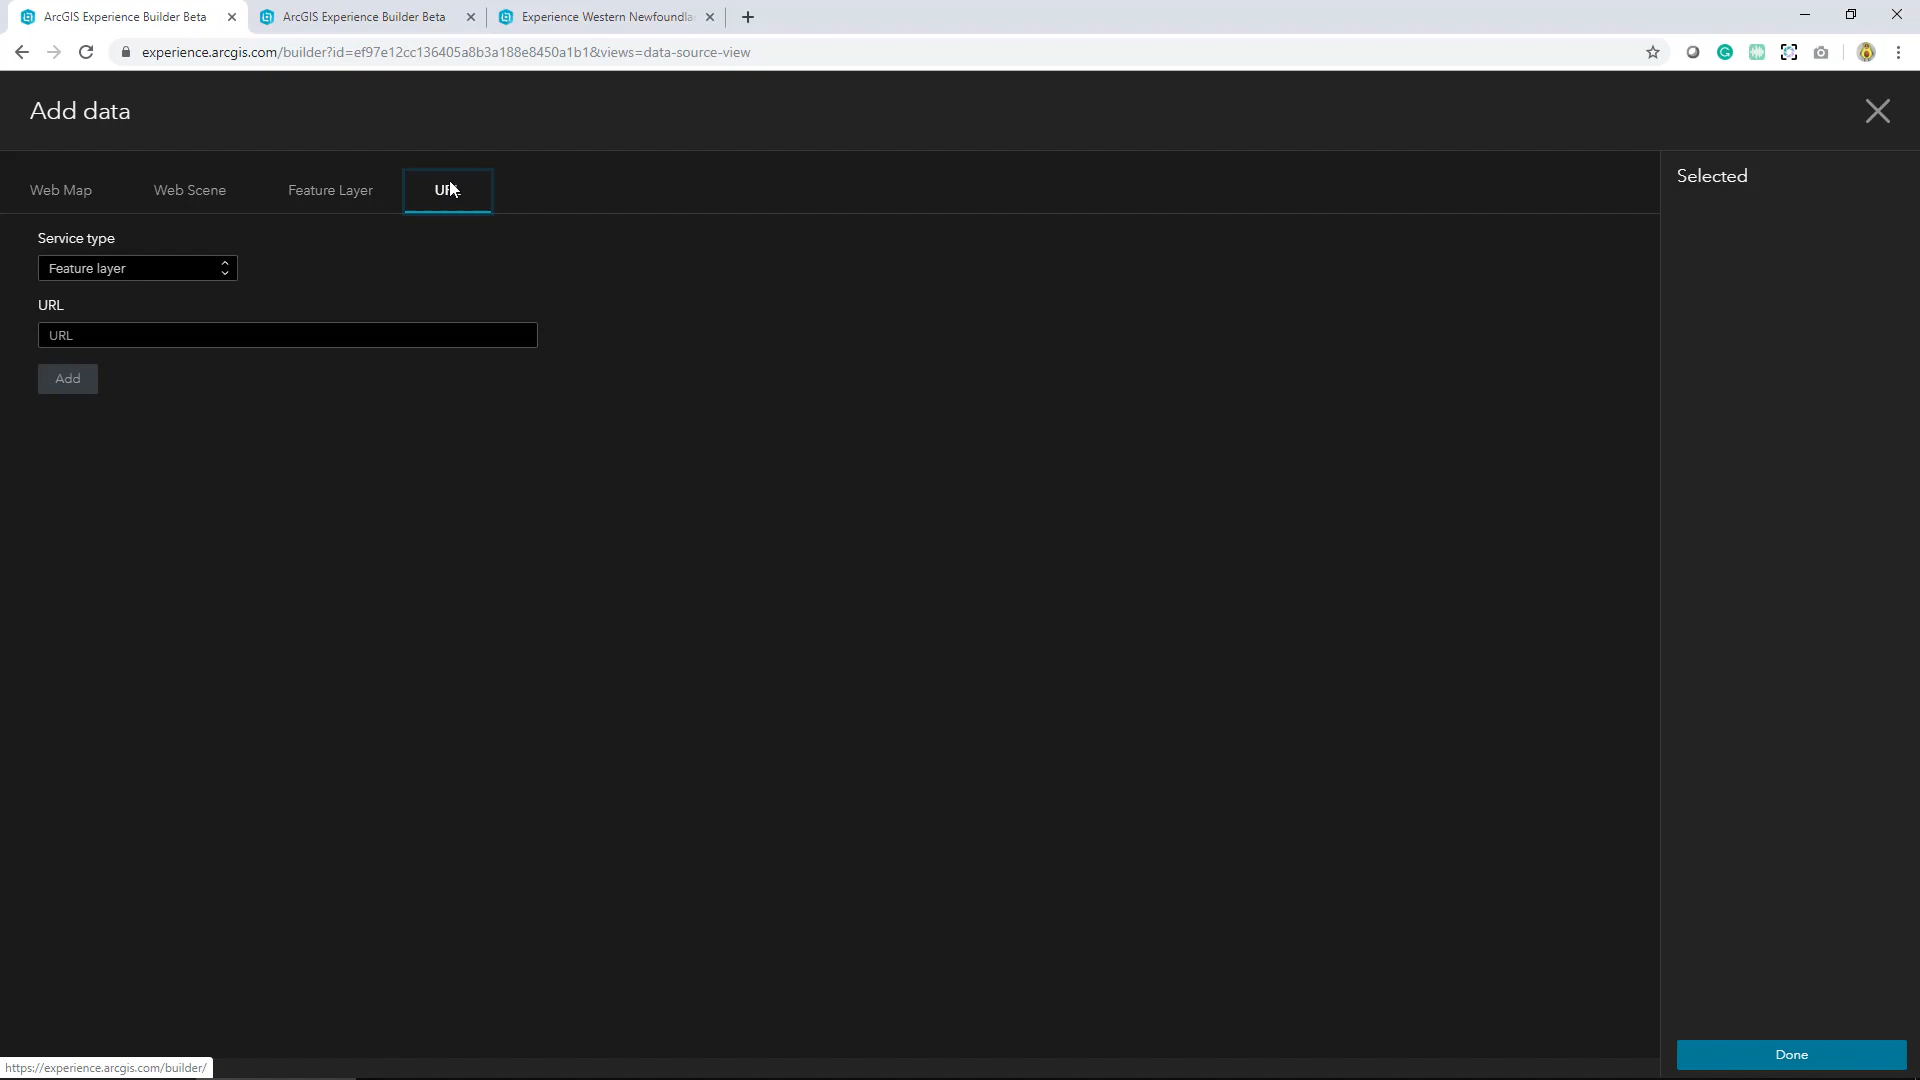 ArcGIS Experience Builder Beta
ArcGIS Experience Builder Beta
Experience Western Newfoundla
experience.arcgis.com/builder?id=ef97e12cc136405a8b3a188e8450a1b1&views=data-source-view
Add data
Web Map
Web Scene
Feature Layer
URL
Selected
Service type
Feature layer
URL
URL
Add
Done
https://experience.arcgis.com/builder/